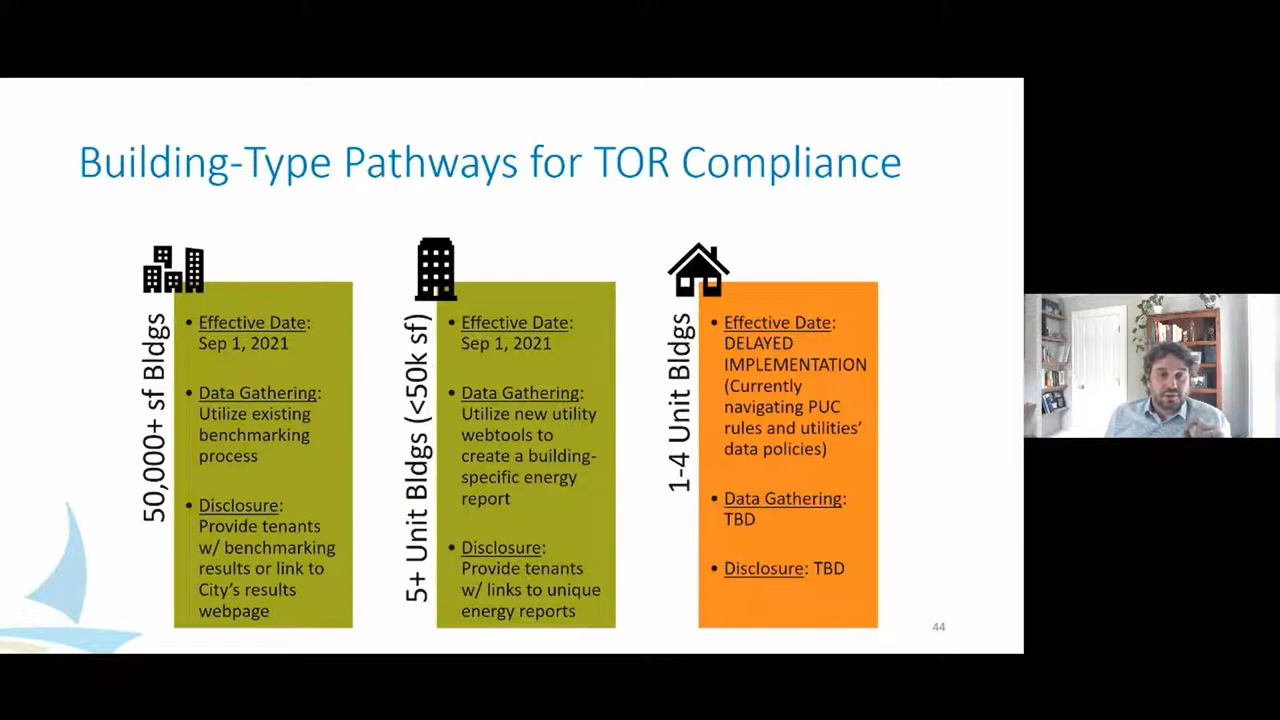 Building-Type Pathways for TOR Compliance
50,000+ sf Bldgs
• Effective Date:
Sep 1, 2021
• Data Gathering:
Utilize existing
benchmarking
process
• Disclosure:
Provide tenants
w/ benchmarking
results or link to
City’s results
webpage
5+ Unit Bldgs (<50k sf)
• Effective Date:
Sep 1, 2021
• Data Gathering:
Utilize new utility
webtools to
create a building-
specific energy
report
• Disclosure:
Provide tenants
w/ links to unique
energy reports
1-4 Unit Bldgs
• Effective Date:
DELAYED
IMPLEMENTATION
(Currently
navigating PUC
rules and utilities’
data policies)
• Data Gathering:
TBD
• Disclosure: TBD
44